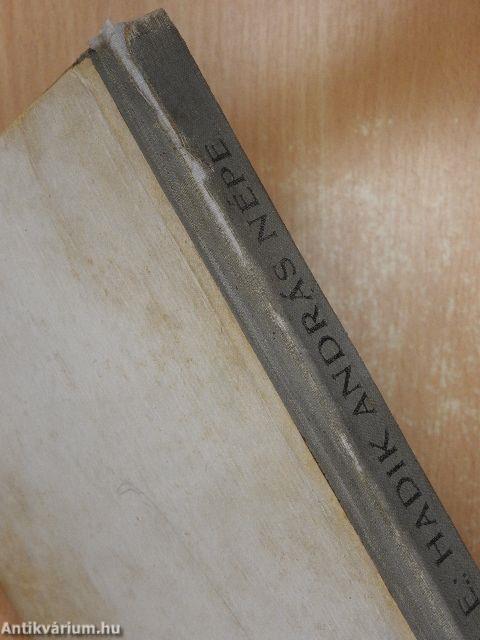 E.: HADIK ANDRÁS NÉPE
Antikvárium.hu